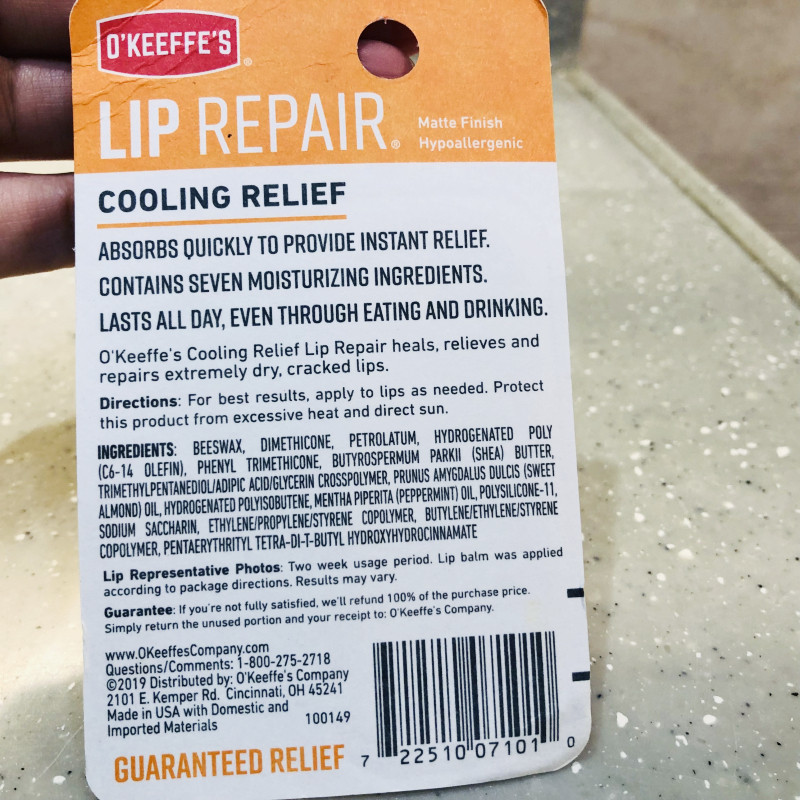 O'KEEFFE'S®
LIP REPAIR®
Matte Finish
Hypoallergenic
COOLING RELIEF
ABSORBS QUICKLY TO PROVIDE INSTANT RELIEF.
CONTAINS SEVEN MOISTURIZING INGREDIENTS.
LASTS ALL DAY, EVEN THROUGH EATING AND DRINKING.
O'Keeffe's Cooling Relief Lip Repair heals, relieves and
repairs extremely dry, cracked lips.
Directions: For best results, apply to lips as needed. Protect
this product from excessive heat and direct sun.
INGREDIENTS: BEESWAX, DIMETHICONE, PETROLATUM, HYDROGENATED POLY
(C6-14 OLEFIN), PHENYL TRIMETHICONE, BUTYROSPERMUM PARKII (SHEA) BUTTER,
TRIMETHYLPENTANEDIOL/ADIPIC ACID/GLYCERIN CROSSPOLYMER, PRUNUS AMYGDALUS DULCIS (SWEET
ALMOND) OIL, HYDROGENATED POLYISOBUTENE, MENTHA PIPERITA (PEPPERMINT) OIL, POLYSILICONE-11,
SODIUM SACCHARIN, ETHYLENE/PROPYLENE/STYRENE COPOLYMER, BUTYLENE/ETHYLENE/STYRENE
COPOLYMER, PENTAERYTHRITYL TETRA-DI-T-BUTYL HYDROXYHYDROCINNAMATE
Lip Representative Photos: Two week usage period. Lip balm was applied
according to package directions. Results may vary.
Guarantee: If you're not fully satisfied, we'll refund 100% of the purchase price.
Simply return the unused portion and your receipt to: O'Keeffe's Company.
www.OKeeffesCompany.com
Questions/Comments: 1-800-275-2718
©2019 Distributed by: O'Keeffe's Company
2101 E. Kemper Rd. Cincinnati, OH 45241
Made in USA with Domestic and
Imported Materials
100149
GUARANTEED RELIEF
7 22510 07101 0